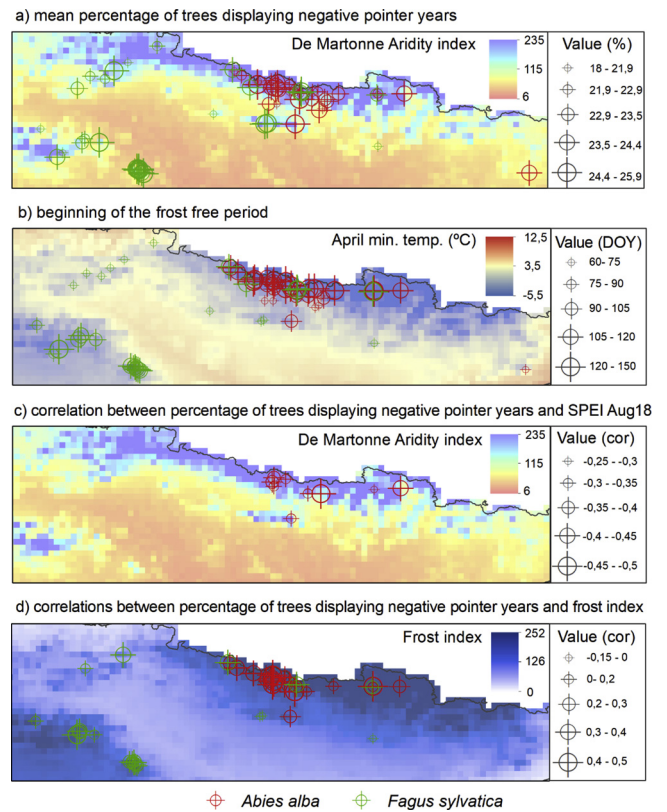 a) mean percentage of trees displaying negative pointer years
De Martonne Aridity index
235
115
6
Value (%)
18 - 21,9
21,9 - 22,9
22,9 - 23,5
23,5 - 24,4
24,4 - 25,9
b) beginning of the frost free period
April min. temp. (ºC)
12,5
3,5
-5,5
Value (DOY)
60- 75
75 - 90
90 - 105
105 - 120
120 - 150
c) correlation between percentage of trees displaying negative pointer years and SPEI Aug18
De Martonne Aridity index
235
115
6
Value (cor)
-0,25 - -0,3
-0,3 - -0,35
-0,35 - -0,4
-0,4 - -0,45
-0,45 - -0,5
d) correlations between percentage of trees displaying negative pointer years and frost index
Frost index
252
126
0
Value (cor)
-0,15 - 0
0- 0,2
0,2 - 0,3
0,3 - 0,4
0,4 - 0,5
Abies alba
Fagus sylvatica